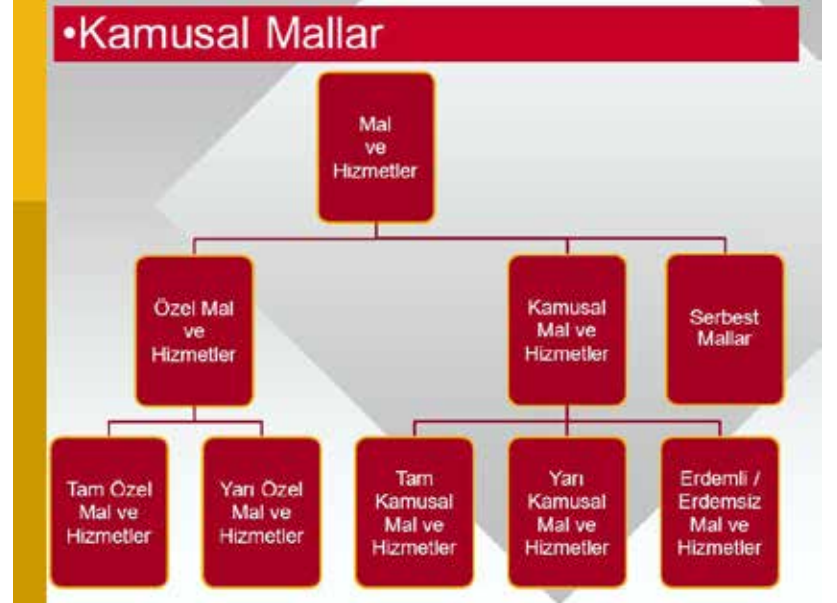 •Kamusal Mallar
Mal
ve
Hizmetler
Özel Mal
ve
Hizmetler
Kamusal
Mal ve
Hizmetler
Serbest
Mallar
Tam Özel
Mal ve
Hizmetler
Yarı Özel
Mal ve
Hizmetler
Tam
Kamusal
Mal ve
Hizmetler
Yarı
Kamusal
Mal ve
Hizmetler
Erdemli /
Erdemsiz
Mal ve
Hizmetler